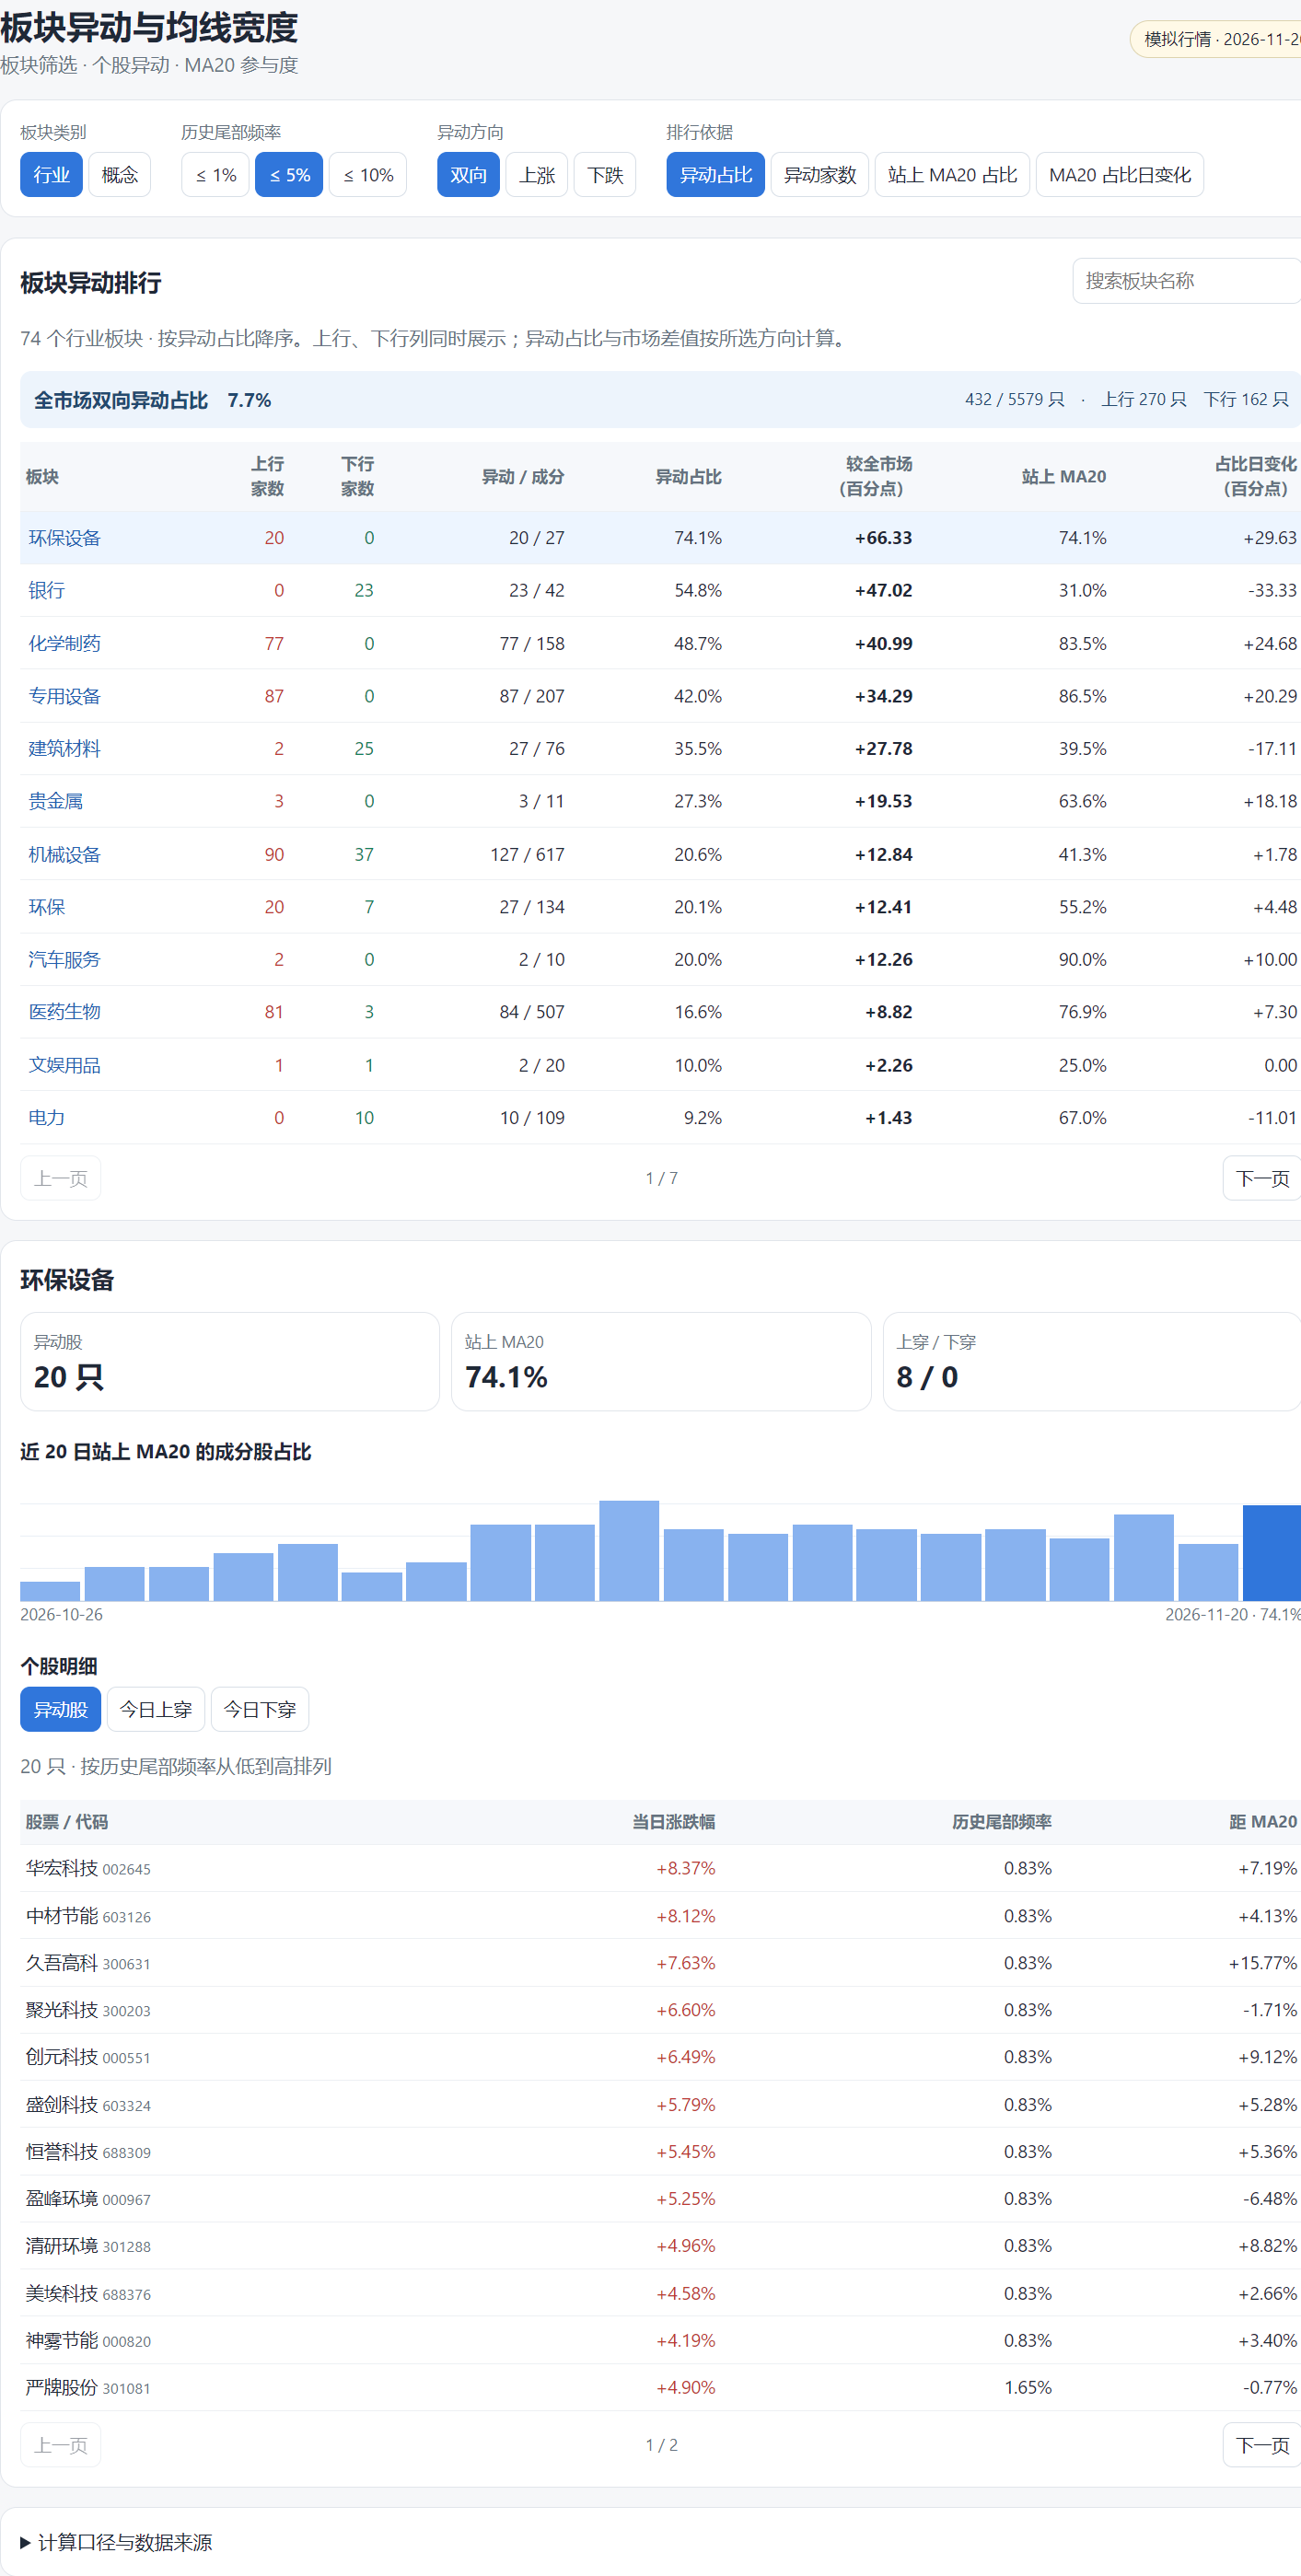 板块异动与均线宽度
模拟行情 · 2026-11-20
板块筛选 · 个股异动 · MA20 参与度
板块类别 历史尾部频率 异动方向 排行依据
行业 概念 ≤ 1% ≤ 5% ≤ 10% 双向 上涨 下跌 异动占比 异动家数 站上 MA20 占比 MA20 占比日变化
板块异动排行 搜索板块名称
74 个行业板块 · 按异动占比降序。上行、下行列同时展示；异动占比与市场差值按所选方向计算。
全市场双向异动占比 7.7% 432 / 5579 只 · 上行 270 只 下行 162 只
板块 上行家数 下行家数 异动 / 成分 异动占比 较全市场（百分点） 站上 MA20 占比日变化（百分点）
环保设备 20 0 20 / 27 74.1% +66.33 74.1% +29.63
银行 0 23 23 / 42 54.8% +47.02 31.0% -33.33
化学制药 77 0 77 / 158 48.7% +40.99 83.5% +24.68
专用设备 87 0 87 / 207 42.0% +34.29 86.5% +20.29
建筑材料 2 25 27 / 76 35.5% +27.78 39.5% -17.11
贵金属 3 0 3 / 11 27.3% +19.53 63.6% +18.18
机械设备 90 37 127 / 617 20.6% +12.84 41.3% +1.78
环保 20 7 27 / 134 20.1% +12.41 55.2% +4.48
汽车服务 2 0 2 / 10 20.0% +12.26 90.0% +10.00
医药生物 81 3 84 / 507 16.6% +8.82 76.9% +7.30
文娱用品 1 1 2 / 20 10.0% +2.26 25.0% 0.00
电力 0 10 10 / 109 9.2% +1.43 67.0% -11.01
上一页 1 / 7 下一页
环保设备
异动股 站上 MA20 上穿 / 下穿
20 只 74.1% 8 / 0
近 20 日站上 MA20 的成分股占比
2026-10-26 2026-11-20 · 74.1%
个股明细
异动股 今日上穿 今日下穿
20 只 · 按历史尾部频率从低到高排列
股票 / 代码 当日涨跌幅 历史尾部频率 距 MA20
华宏科技 002645 +8.37% 0.83% +7.19%
中材节能 603126 +8.12% 0.83% +4.13%
久吾高科 300631 +7.63% 0.83% +15.77%
聚光科技 300203 +6.60% 0.83% -1.71%
创元科技 000551 +6.49% 0.83% +9.12%
盛剑科技 603324 +5.79% 0.83% +5.28%
恒誉科技 688309 +5.45% 0.83% +5.36%
盈峰环境 000967 +5.25% 0.83% -6.48%
清研环境 301288 +4.96% 0.83% +8.82%
美埃科技 688376 +4.58% 0.83% +2.66%
神雾节能 000820 +4.19% 0.83% +3.40%
严牌股份 301081 +4.90% 1.65% -0.77%
上一页 1 / 2 下一页
▶ 计算口径与数据来源